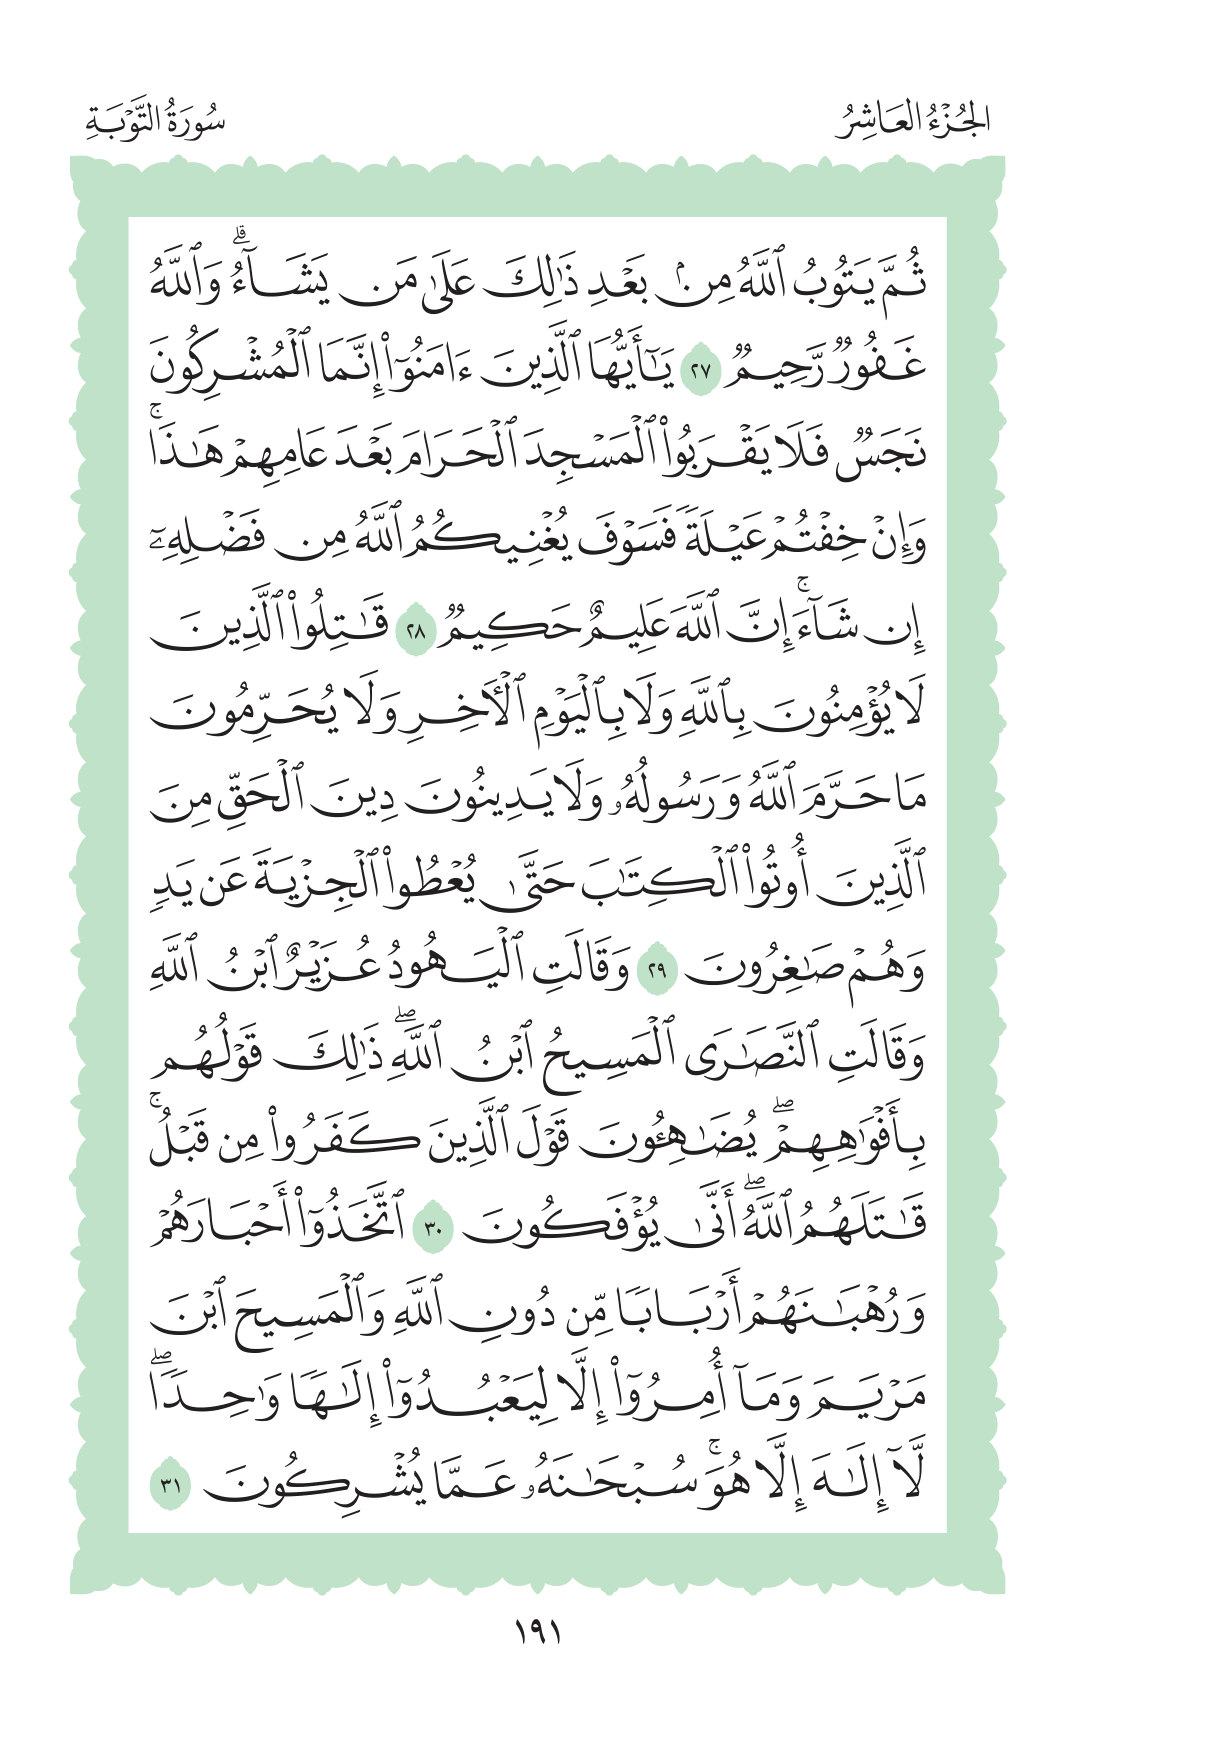 الجُزْءُ العَاشِرُ
سُورَةُ التَّوْبَةِ
ثُمَّ يَتُوبُ ٱللَّهُ مِنۢ بَعْدِ ذَٰلِكَ عَلَىٰ مَن يَشَآءُۗ وَٱللَّهُ
غَفُورٌ رَّحِيمٌ ٢٧ يَـٰٓأَيُّهَا ٱلَّذِينَ ءَامَنُوٓا۟ إِنَّمَا ٱلْمُشْرِكُونَ
نَجَسٌ فَلَا يَقْرَبُوا۟ ٱلْمَسْجِدَ ٱلْحَرَامَ بَعْدَ عَامِهِمْ هَـٰذَاۚ
وَإِنْ خِفْتُمْ عَيْلَةً فَسَوْفَ يُغْنِيكُمُ ٱللَّهُ مِن فَضْلِهِۦٓ
إِن شَآءَۚ إِنَّ ٱللَّهَ عَلِيمٌ حَكِيمٌ ٢٨ قَـٰتِلُوا۟ ٱلَّذِينَ
لَا يُؤْمِنُونَ بِٱللَّهِ وَلَا بِٱلْيَوْمِ ٱلْـَٔاخِرِ وَلَا يُحَرِّمُونَ
مَا حَرَّمَ ٱللَّهُ وَرَسُولُهُۥ وَلَا يَدِينُونَ دِينَ ٱلْحَقِّ مِنَ
ٱلَّذِينَ أُوتُوا۟ ٱلْكِتَـٰبَ حَتَّىٰ يُعْطُوا۟ ٱلْجِزْيَةَ عَن يَدٍ
وَهُمْ صَـٰغِرُونَ ٢٩ وَقَالَتِ ٱلْيَهُودُ عُزَيْرٌ ٱبْنُ ٱللَّهِ
وَقَالَتِ ٱلنَّصَـٰرَى ٱلْمَسِيحُ ٱبْنُ ٱللَّهِۖ ذَٰلِكَ قَوْلُهُم
بِأَفْوَٰهِهِمْۖ يُضَـٰهِـُٔونَ قَوْلَ ٱلَّذِينَ كَفَرُوا۟ مِن قَبْلُۚ
قَـٰتَلَهُمُ ٱللَّهُۖ أَنَّىٰ يُؤْفَكُونَ ٣٠ ٱتَّخَذُوٓا۟ أَحْبَارَهُمْ
وَرُهْبَـٰنَهُمْ أَرْبَابًا مِّن دُونِ ٱللَّهِ وَٱلْمَسِيحَ ٱبْنَ
مَرْيَمَ وَمَآ أُمِرُوٓا۟ إِلَّا لِيَعْبُدُوٓا۟ إِلَـٰهًا وَٰحِدًاۖ
لَّآ إِلَـٰهَ إِلَّا هُوَۚ سُبْحَـٰنَهُۥ عَمَّا يُشْرِكُونَ ٣١
١٩١